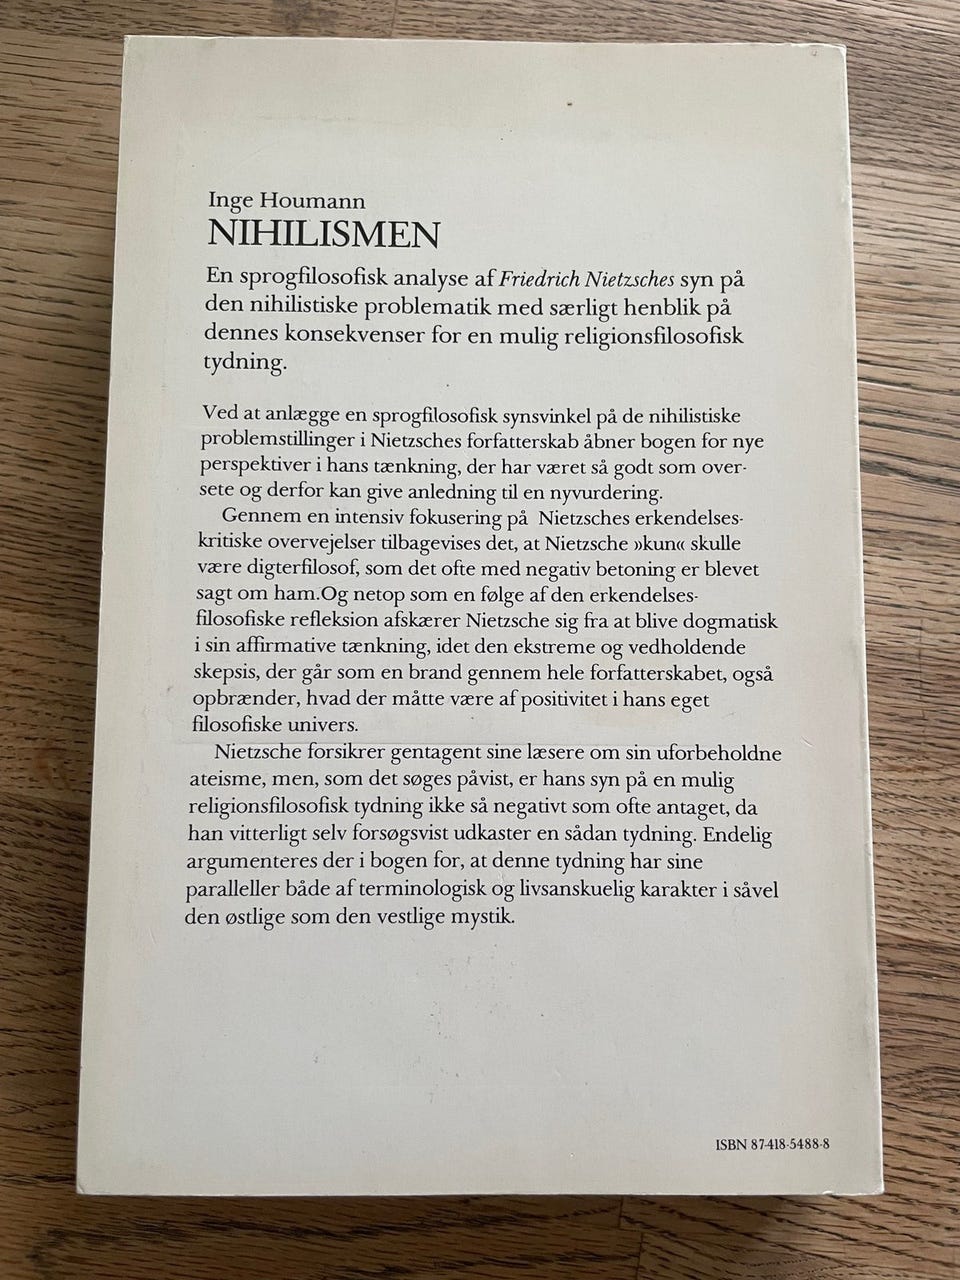 Inge Houmann
NIHILISMEN
En sprogfilosofisk analyse af Friedrich Nietzsches syn på
den nihilistiske problematik med særligt henblik på
dennes konsekvenser for en mulig religionsfilosofisk
tydning.
Ved at anlægge en sprogfilosofisk synsvinkel på de nihilistiske
problemstillinger i Nietzsches forfatterskab åbner bogen for nye
perspektiver i hans tænkning, der har været så godt som over-
sete og derfor kan give anledning til en nyvurdering.
Gennem en intensiv fokusering på Nietzsches erkendelses-
kritiske overvejelser tilbagevises det, at Nietzsche »kun« skulle
være digterfilosof, som det ofte med negativ betoning er blevet
sagt om ham.Og netop som en følge af den erkendelses-
filosofiske refleksion afskærer Nietzsche sig fra at blive dogmatisk
i sin affirmative tænkning, idet den ekstreme og vedholdende
skepsis, der går som en brand gennem hele forfatterskabet, også
opbrænder, hvad der måtte være af positivitet i hans eget
filosofiske univers.
Nietzsche forsikrer gentagent sine læsere om sin uforbeholdne
ateisme, men, som det søges påvist, er hans syn på en mulig
religionsfilosofisk tydning ikke så negativt som ofte antaget, da
han vitterligt selv forsøgsvist udkaster en sådan tydning. Endelig
argumenteres der i bogen for, at denne tydning har sine
paralleller både af terminologisk og livsanskuelig karakter i såvel
den østlige som den vestlige mystik.
ISBN 87-418-5488-8